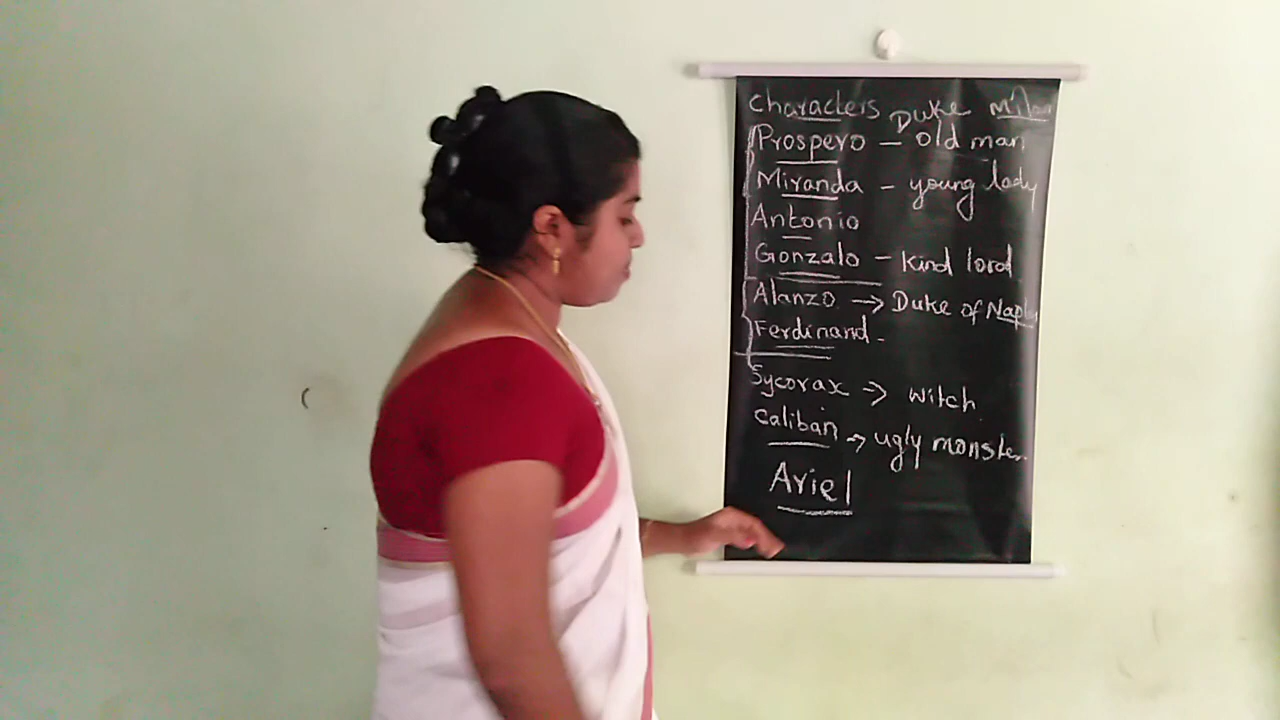 Characters Duke Milan
Prospero - old man
Miranda - young lady
Antonio
Gonzalo - Kind lord
Alanzo → Duke of Naples
Ferdinand -
Sycorax → witch
Caliban → ugly monster.
Ariel